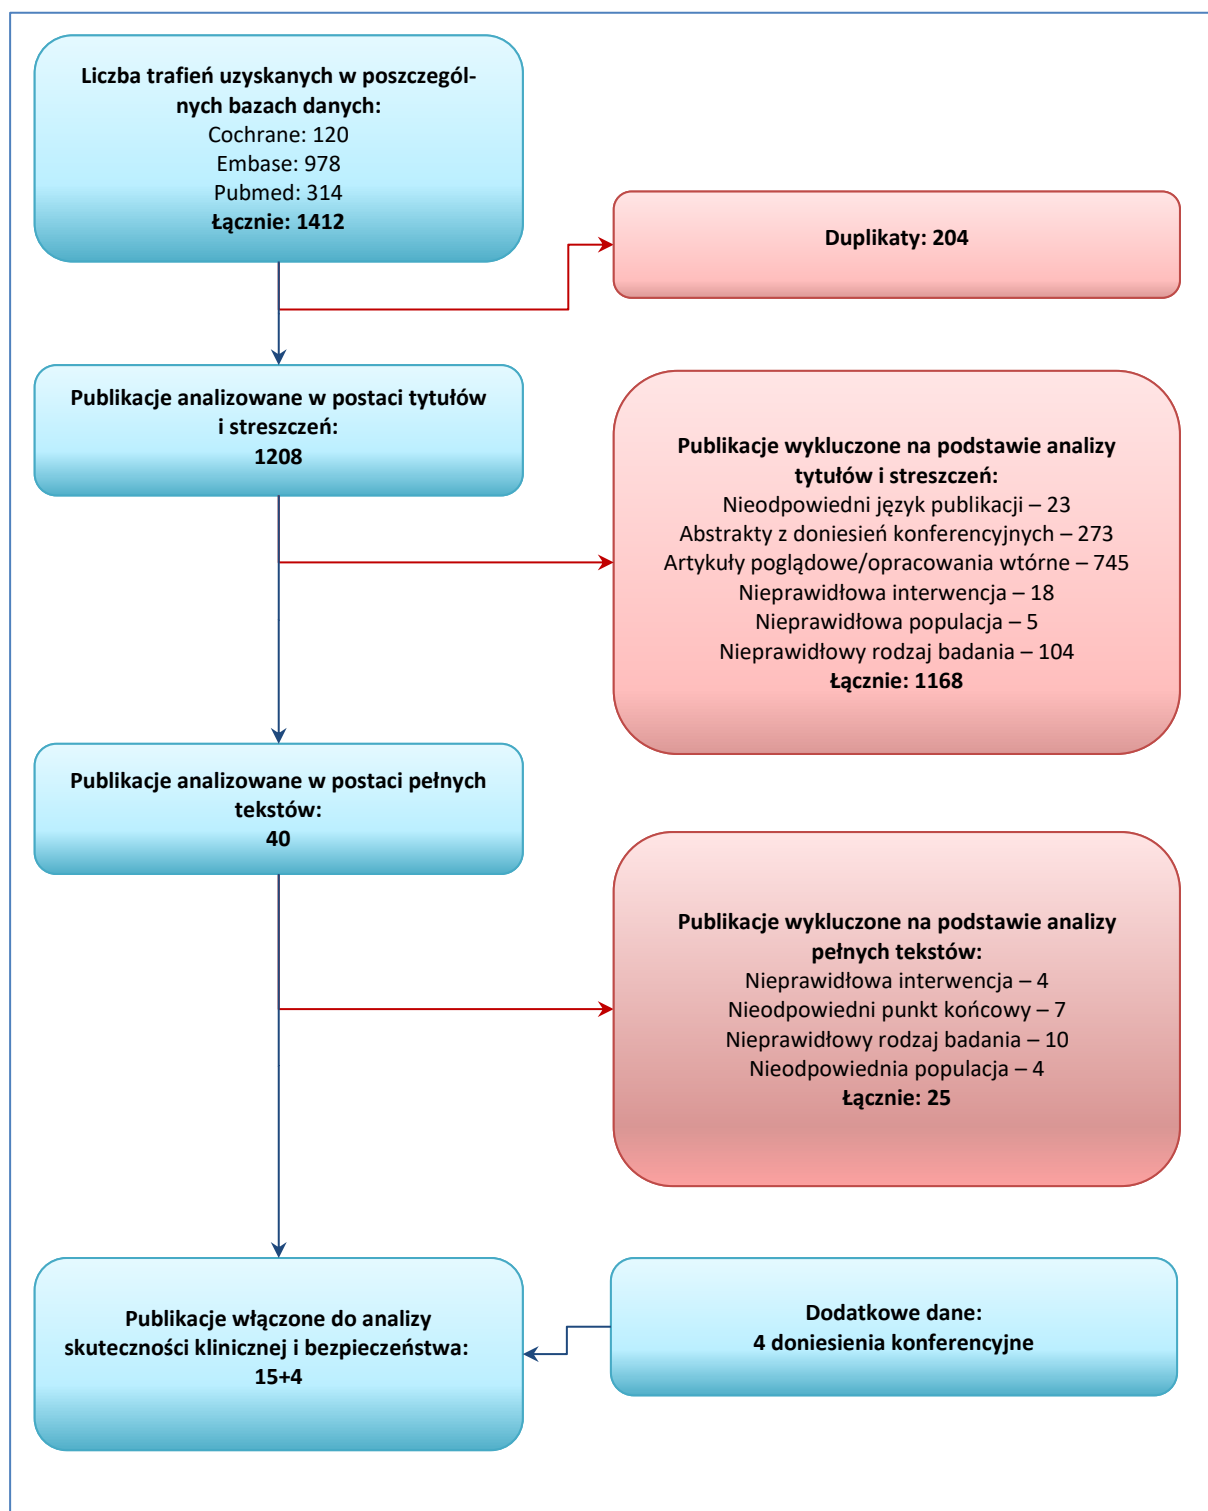 Liczba trafień uzyskanych w poszczegól-
nych bazach danych:
Cochrane: 120
Embase: 978
Pubmed: 314
Łącznie: 1412
Duplikaty: 204
Publikacje analizowane w postaci tytułów
i streszczeń:
1208
Publikacje wykluczone na podstawie analizy
tytułów i streszczeń:
Nieodpowiedni język publikacji – 23
Abstrakty z doniesień konferencyjnych – 273
Artykuły poglądowe/opracowania wtórne – 745
Nieprawidłowa interwencja – 18
Nieprawidłowa populacja – 5
Nieprawidłowy rodzaj badania – 104
Łącznie: 1168
Publikacje analizowane w postaci pełnych
tekstów:
40
Publikacje wykluczone na podstawie analizy
pełnych tekstów:
Nieprawidłowa interwencja – 4
Nieodpowiedni punkt końcowy – 7
Nieprawidłowy rodzaj badania – 10
Nieodpowiednia populacja – 4
Łącznie: 25
Publikacje włączone do analizy
skuteczności klinicznej i bezpieczeństwa:
15+4
Dodatkowe dane:
4 doniesienia konferencyjne